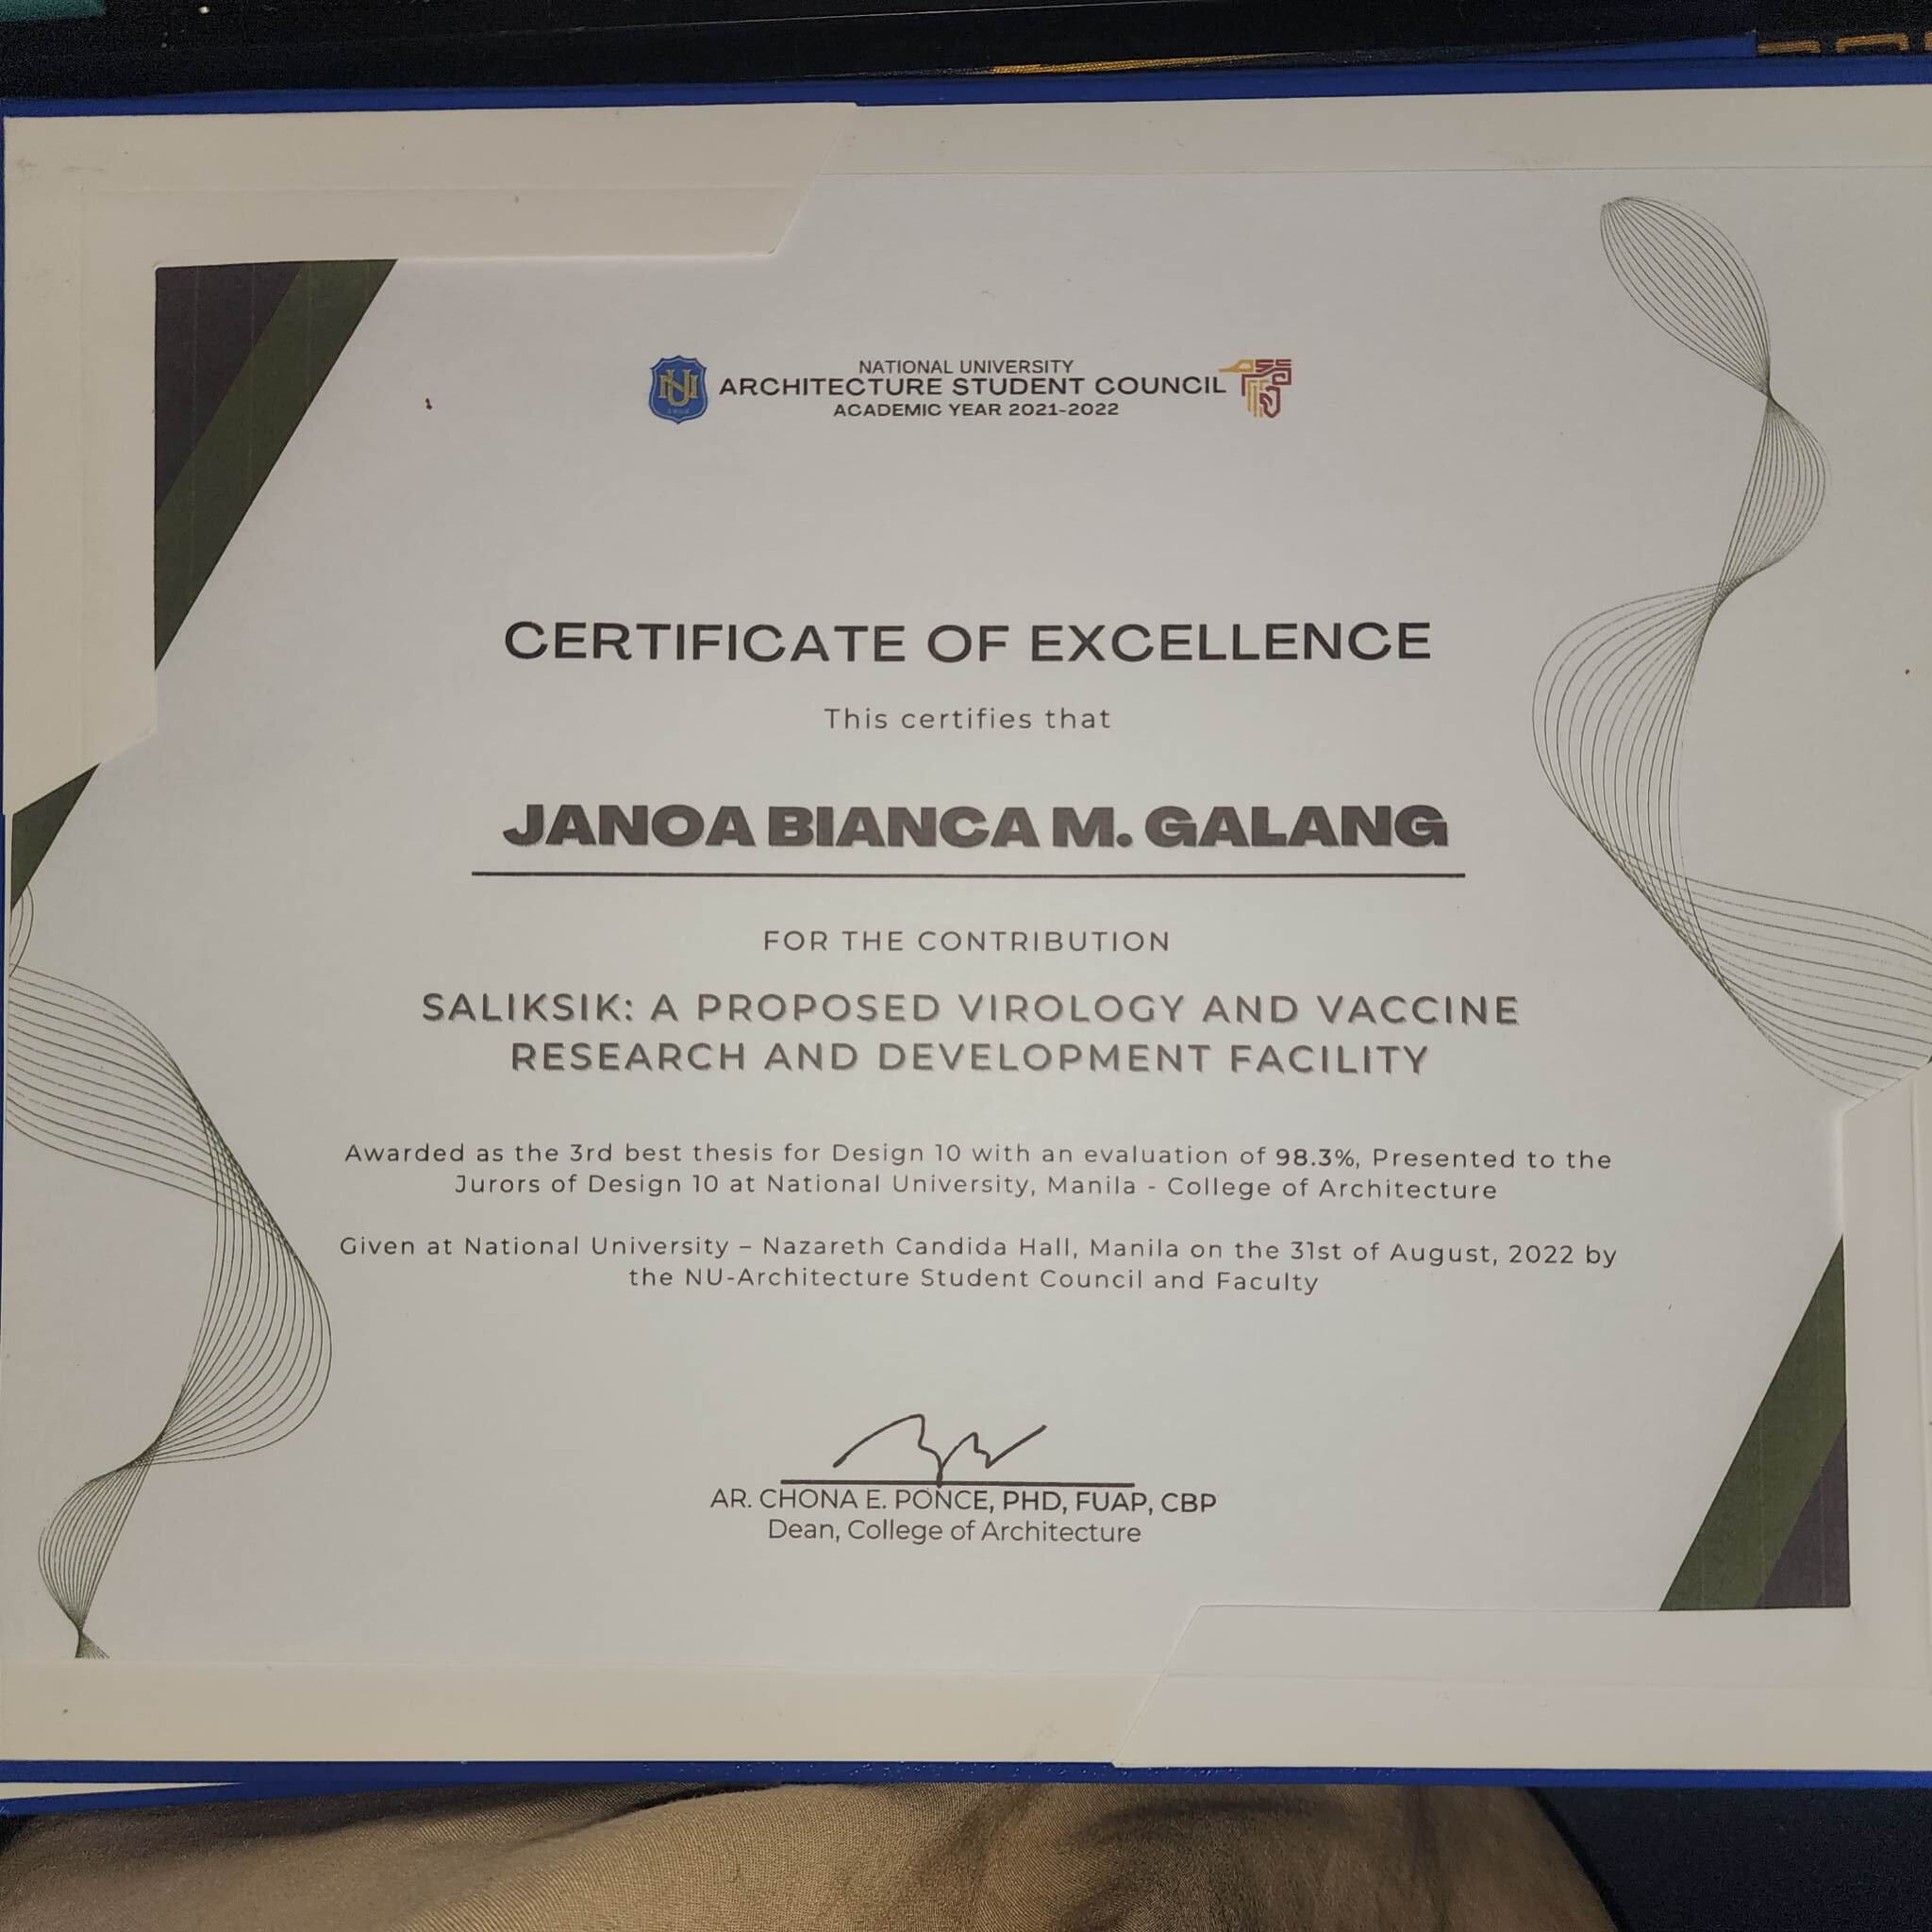 NATIONAL UNIVERSITY
ARCHITECTURE STUDENT COUNCIL
ACADEMIC YEAR 2021-2022
CERTIFICATE OF EXCELLENCE
This certifies that
JANOA BIANCA M. GALANG
FOR THE CONTRIBUTION
SALIKSIK: A PROPOSED VIROLOGY AND VACCINE
RESEARCH AND DEVELOPMENT FACILITY
Awarded as the 3rd best thesis for Design 10 with an evaluation of 98.3%, Presented to the
Jurors of Design 10 at National University, Manila - College of Architecture
Given at National University – Nazareth Candida Hall, Manila on the 31st of August, 2022 by
the NU-Architecture Student Council and Faculty
AR. CHONA E. PONCE, PHD, FUAP, CBP
Dean, College of Architecture